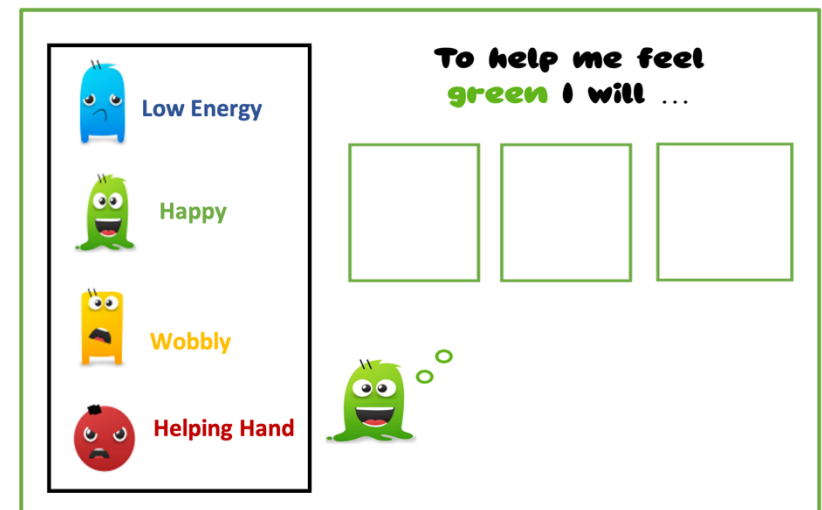 Low Energy
Happy
Wobbly
Helping Hand
To help me feel
green I will ...